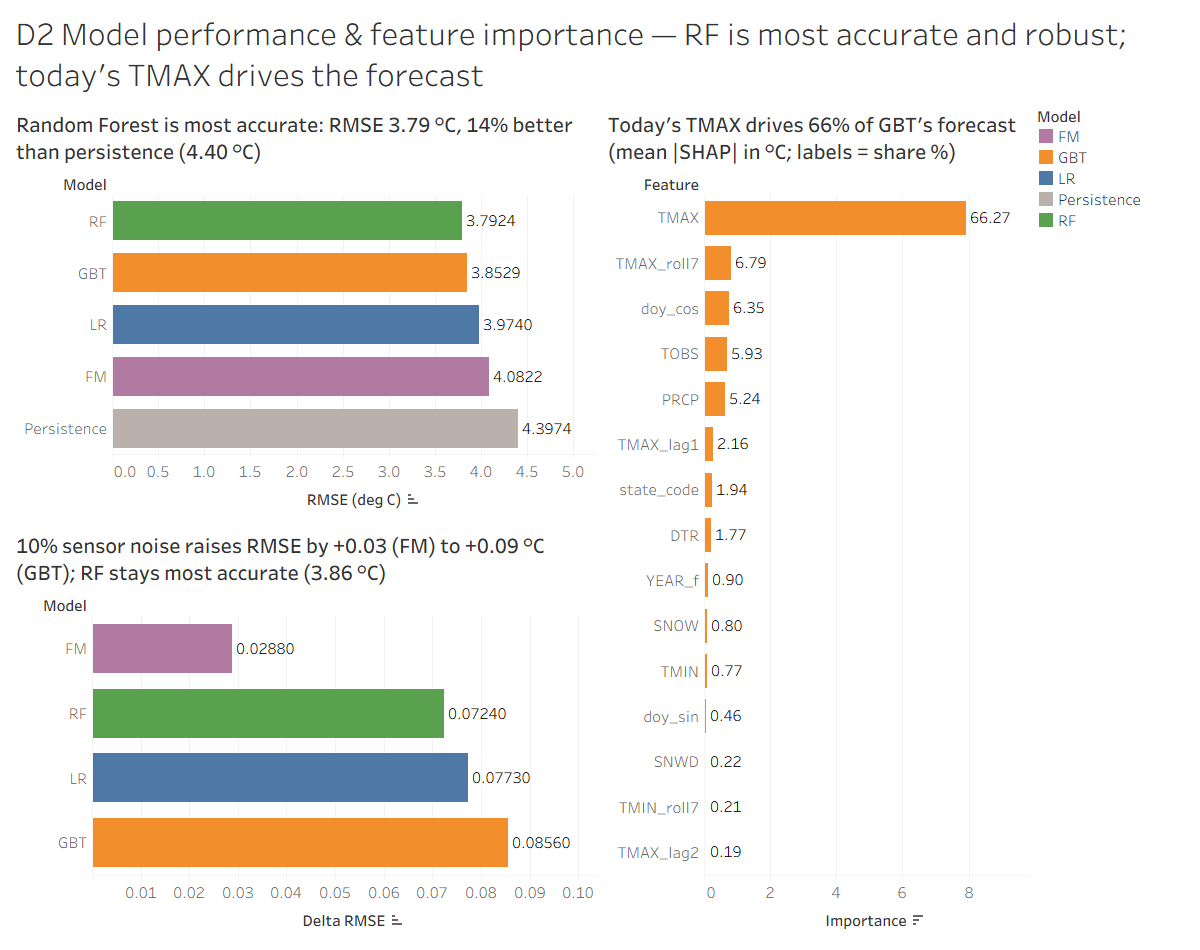 D2 Model performance & feature importance — RF is most accurate and robust;
today's TMAX drives the forecast
Random Forest is most accurate: RMSE 3.79 °C, 14% better
than persistence (4.40 °C)
Model
RF
3.7924
GBT
3.8529
LR
3.9740
FM
4.0822
Persistence
4.3974
0.0 0.5 1.0 1.5 2.0 2.5 3.0 3.5 4.0 4.5 5.0
RMSE (deg C)
10% sensor noise raises RMSE by +0.03 (FM) to +0.09 °C
(GBT); RF stays most accurate (3.86 °C)
Model
FM
0.02880
RF
0.07240
LR
0.07730
GBT
0.08560
0.01 0.02 0.03 0.04 0.05 0.06 0.07 0.08 0.09 0.10
Delta RMSE
Today's TMAX drives 66% of GBT's forecast
(mean |SHAP| in °C; labels = share %)
Feature
TMAX
66.27
TMAX_roll7
6.79
doy_cos
6.35
TOBS
5.93
PRCP
5.24
TMAX_lag1
2.16
state_code
1.94
DTR
1.77
YEAR_f
0.90
SNOW
0.80
TMIN
0.77
doy_sin
0.46
SNWD
0.22
TMIN_roll7
0.21
TMAX_lag2
0.19
0 2 4 6 8
Importance
Model
FM
GBT
LR
Persistence
RF